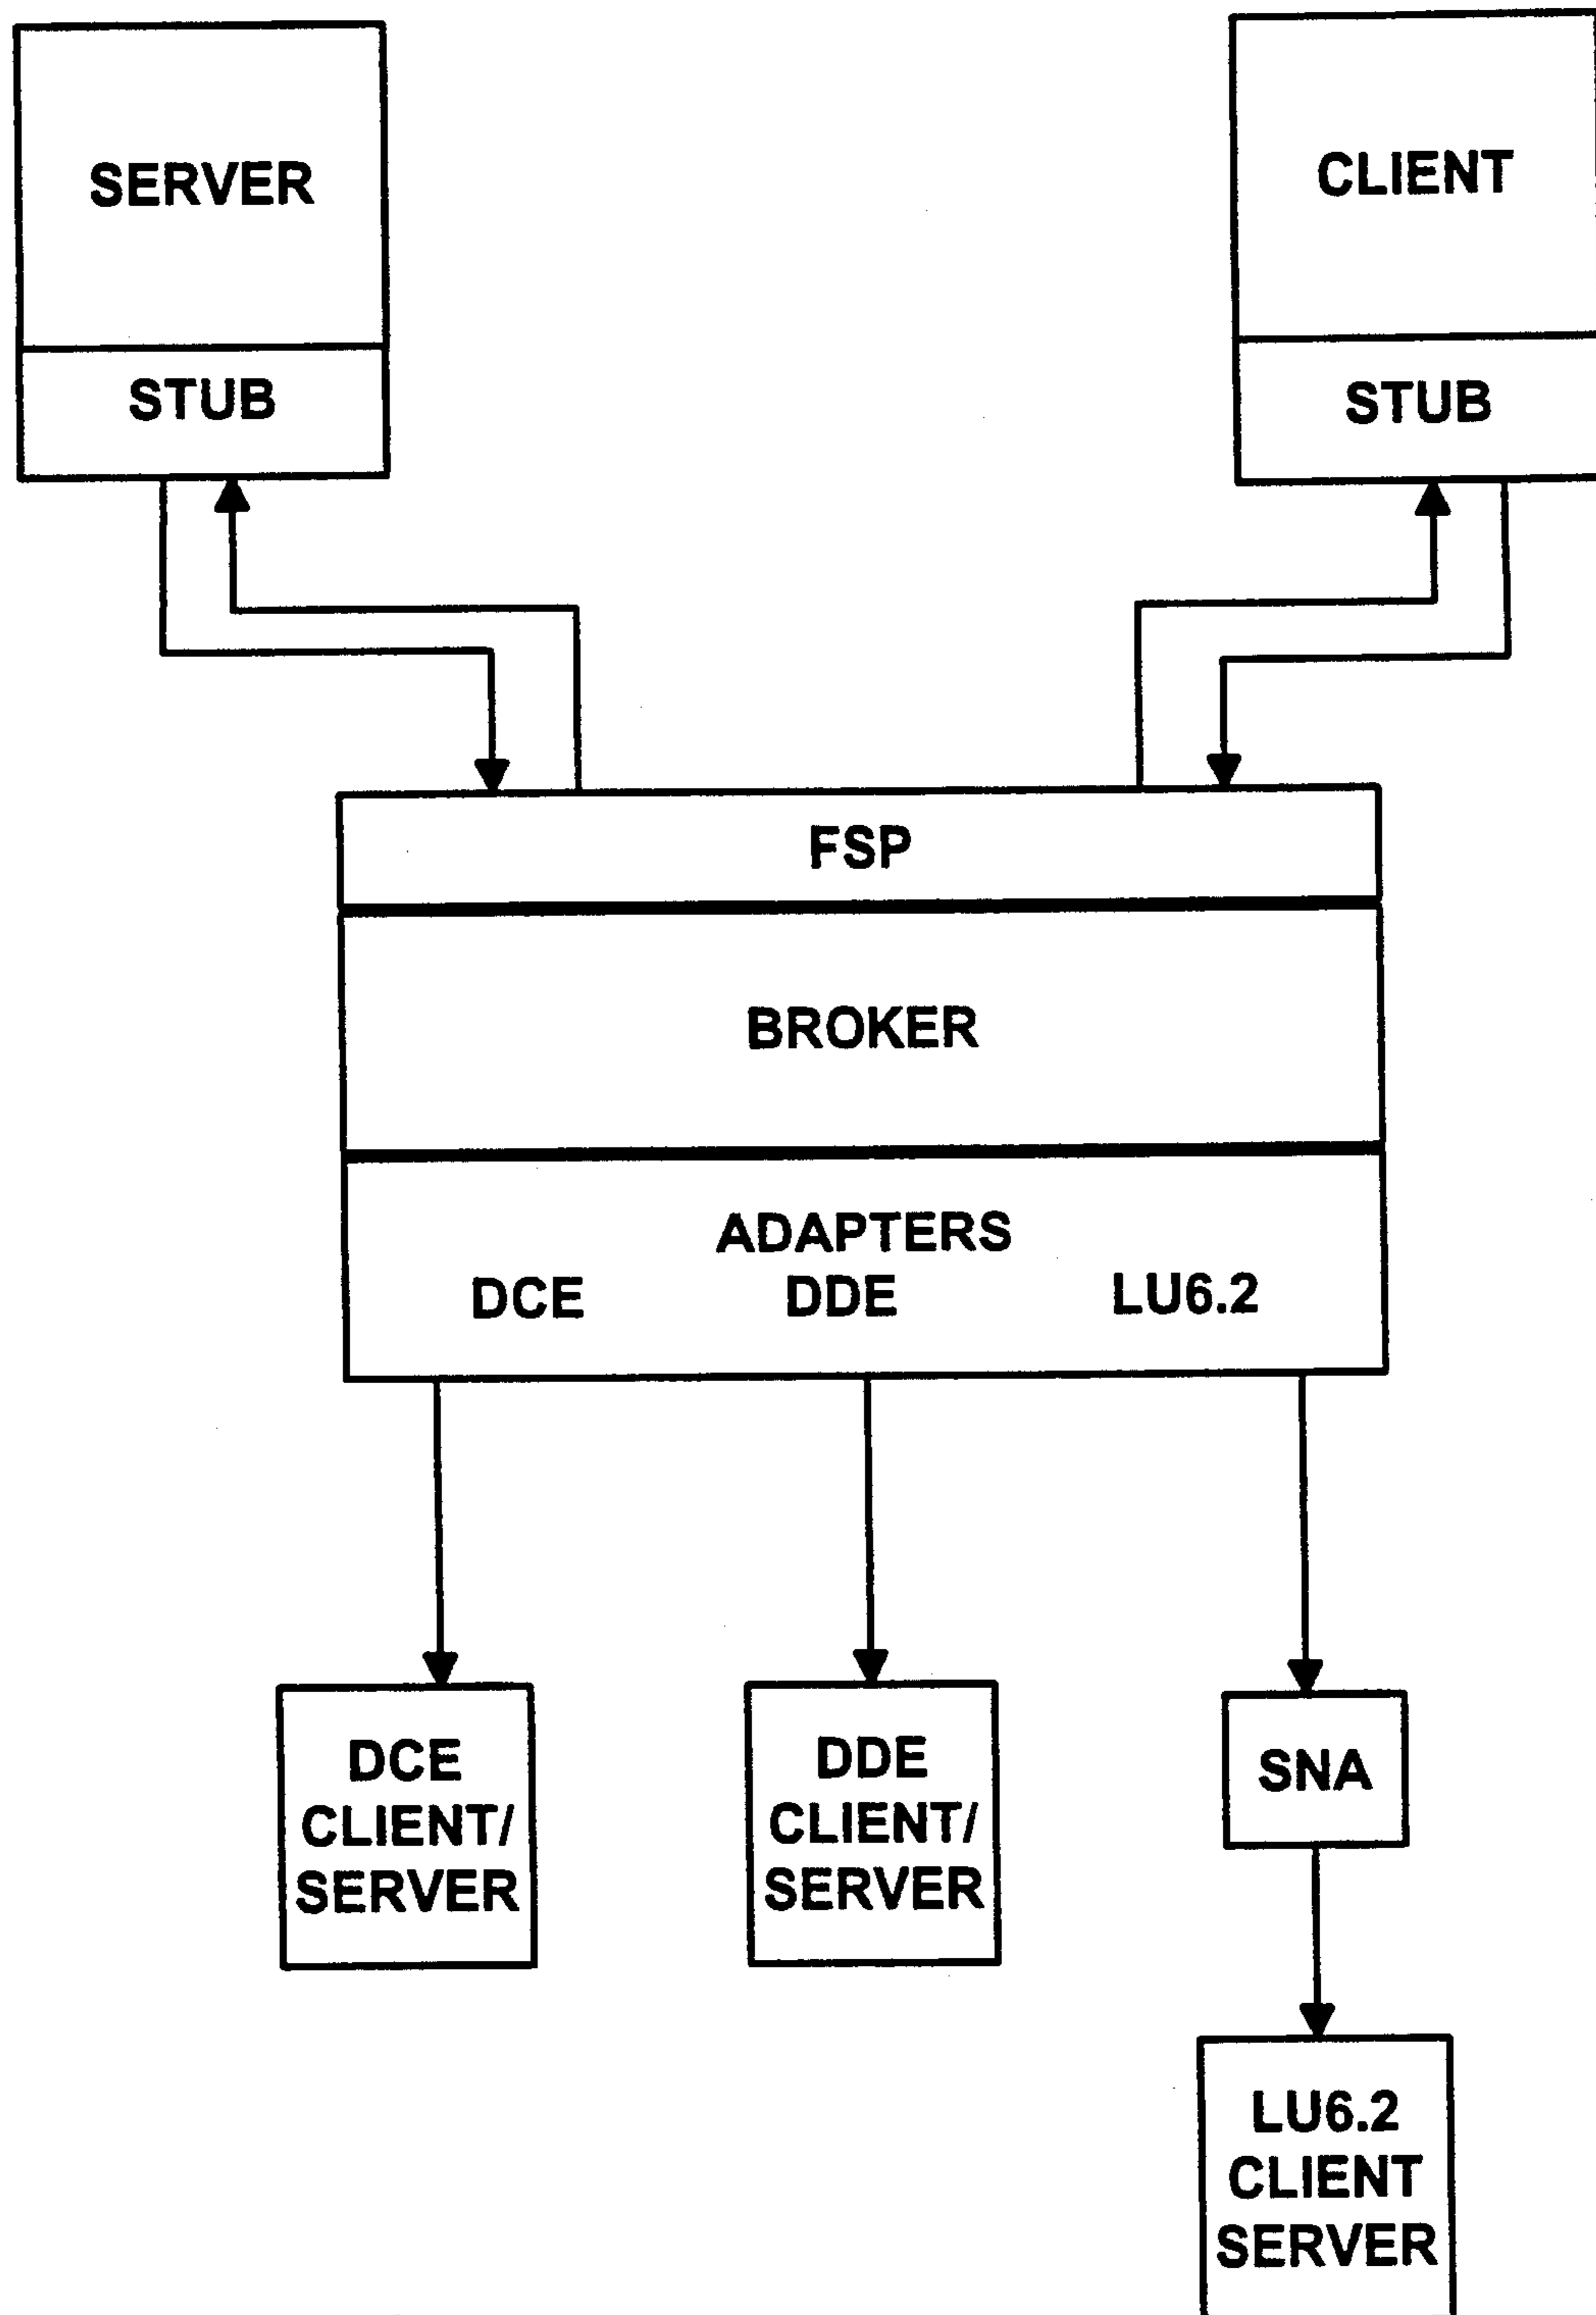 SERVER
CLIENT
STUB
STUB
FSP
BROKER
ADAPTERS
DCE DDE LU6.2
DCE
CLIENT/
SERVER
DDE
CLIENT/
SERVER
SNA
LU6.2
CLIENT
SERVER